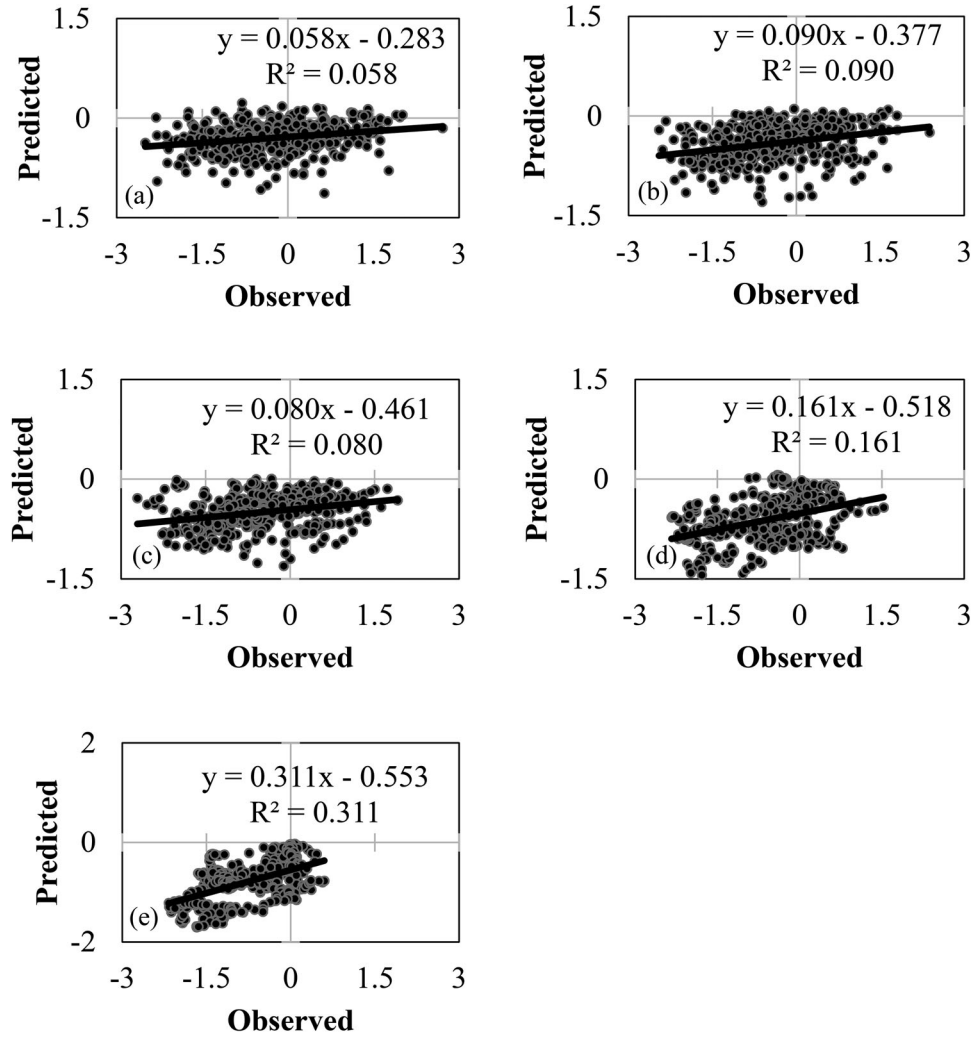 1.5
y = 0.058x - 0.283
R² = 0.058
0
Predicted
(a)
-1.5
-3 -1.5 0 1.5 3
Observed
1.5
y = 0.090x - 0.377
R² = 0.090
0
Predicted
(b)
-1.5
-3 -1.5 0 1.5 3
Observed
1.5
y = 0.080x - 0.461
R² = 0.080
0
Predicted
(c)
-1.5
-3 -1.5 0 1.5 3
Observed
1.5
y = 0.161x - 0.518
R² = 0.161
0
Predicted
(d)
-1.5
-3 -1.5 0 1.5 3
Observed
2
y = 0.311x - 0.553
R² = 0.311
0
Predicted
(e)
-2
-3 -1.5 0 1.5 3
Observed